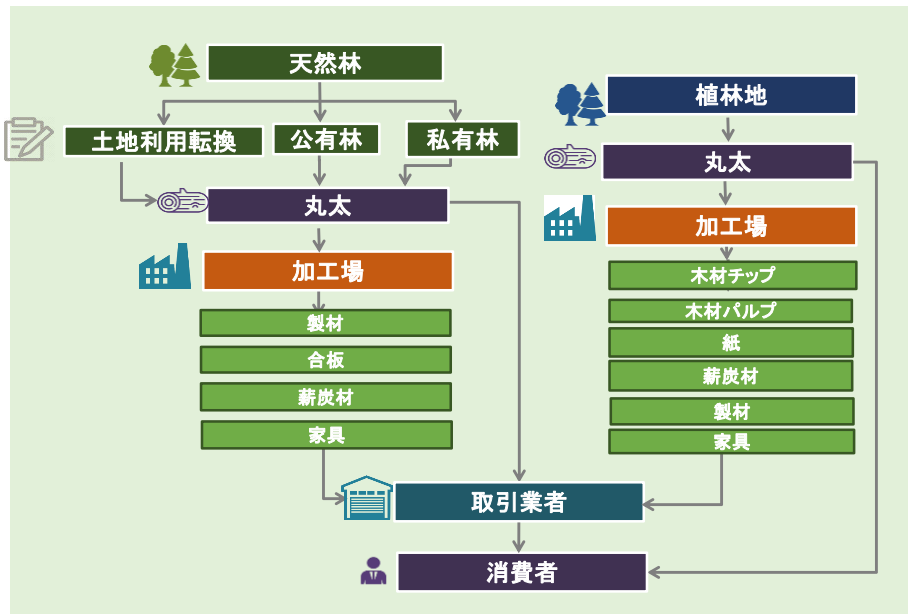 天然林
土地利用転換
公有林
私有林
丸太
加工場
製材
合板
薪炭材
家具
植林地
丸太
加工場
木材チップ
木材パルプ
紙
薪炭材
製材
家具
取引業者
消費者